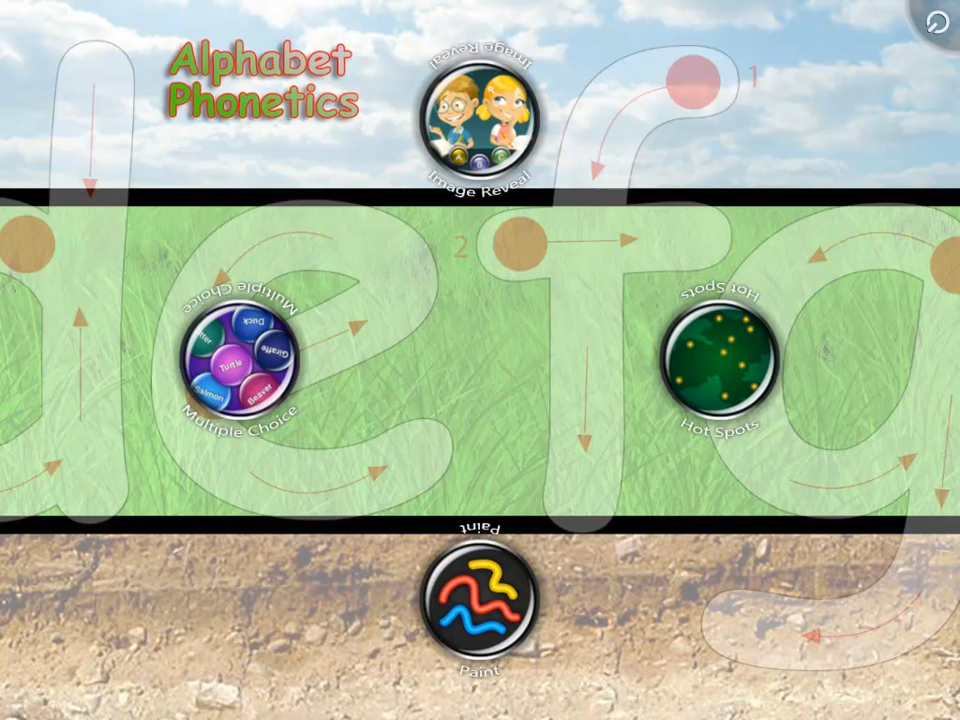 Alphabet
Phonetics
Image Reveal
A B C
Image Reveal
1
2
Multiple Choice
Duck
Giraffe
Turtle
Salmon
Beaver
Multiple Choice
Hot Spots
Hot Spots
Paint
Paint
d e f g